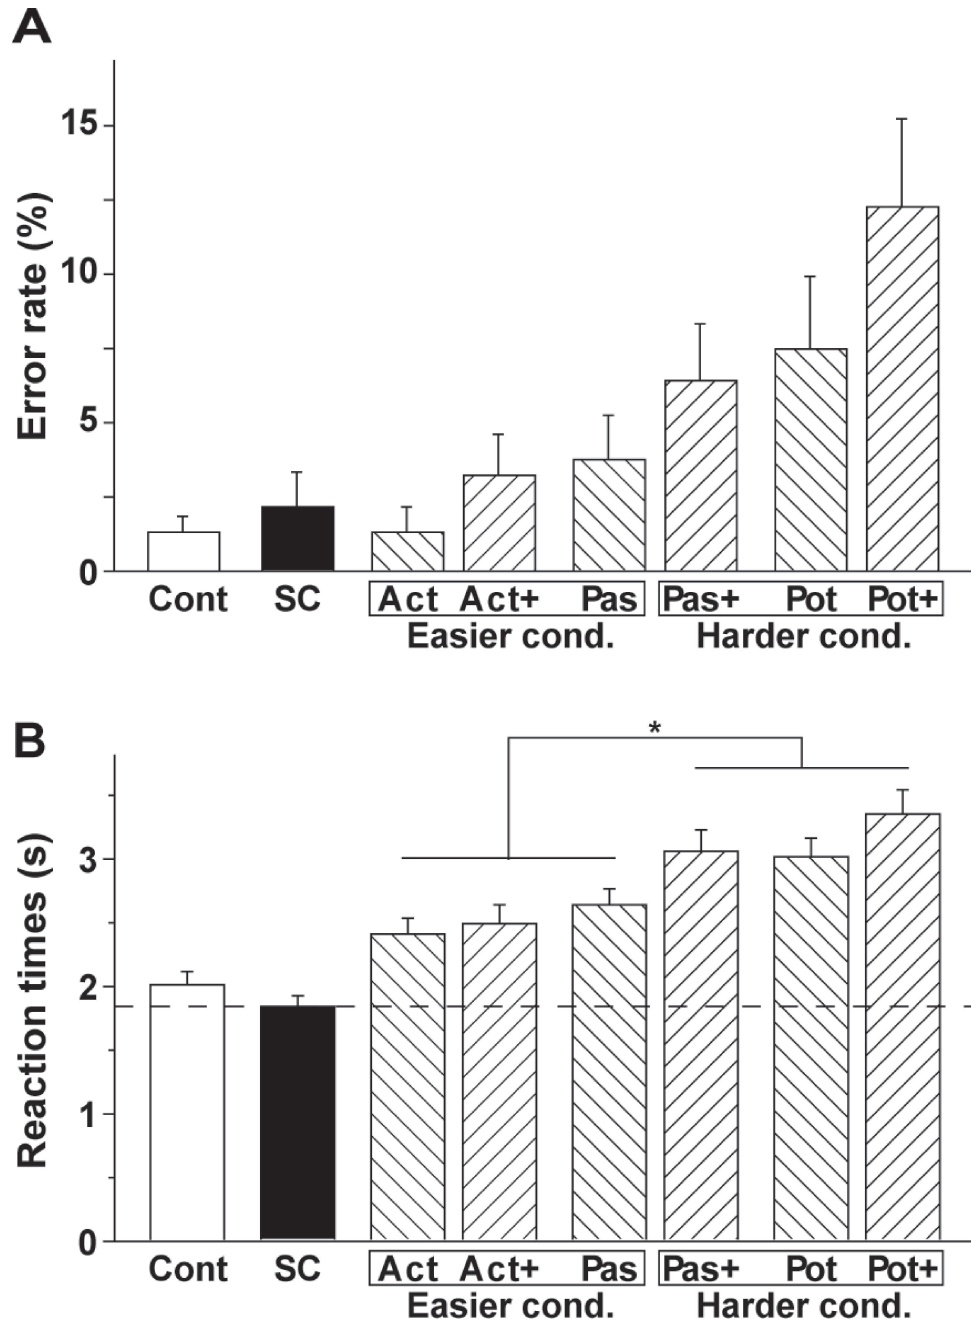 A
Error rate (%)
15
10
5
0
Cont SC Act Act+ Pas Pas+ Pot Pot+
Easier cond. Harder cond.
B
*
Reaction times (s)
3
2
1
0
Cont SC Act Act+ Pas Pas+ Pot Pot+
Easier cond. Harder cond.